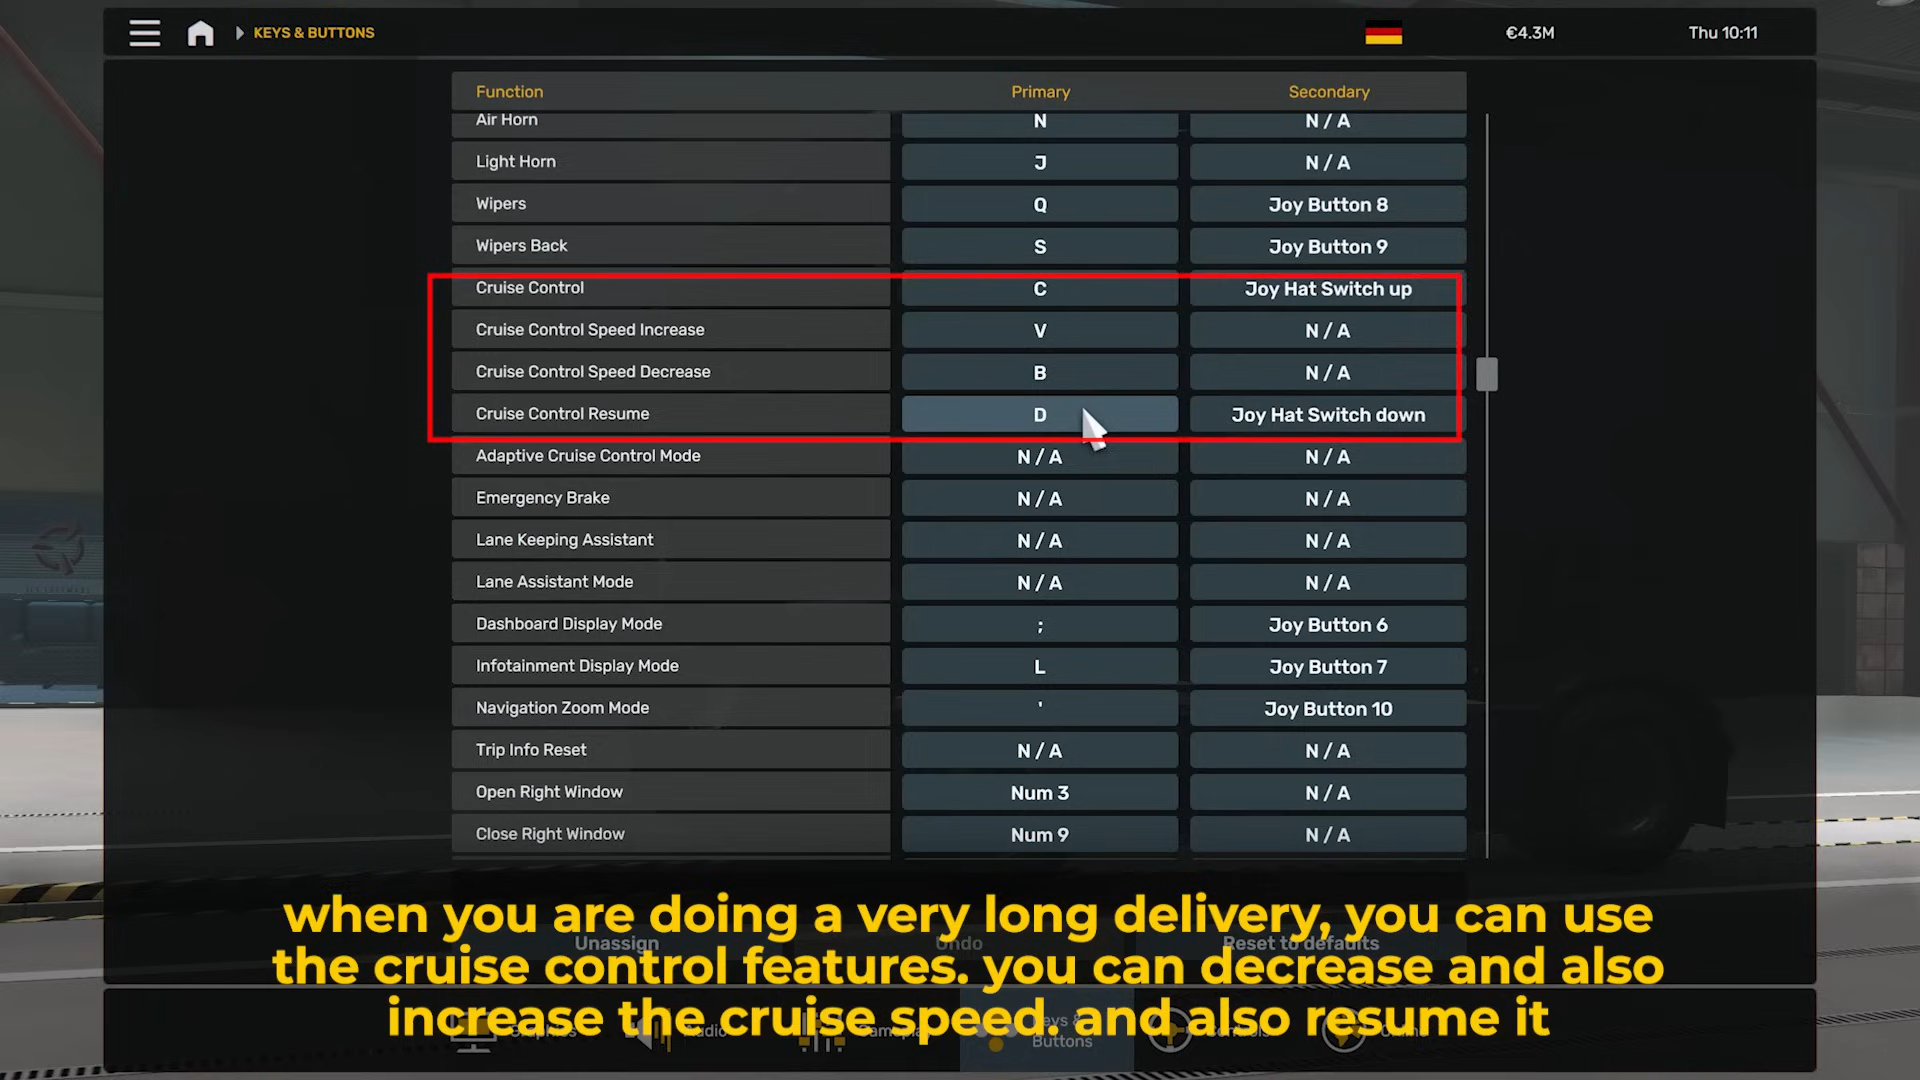 KEYS & BUTTONS
€4.3M
Thu 10:11
Function Primary Secondary
Air Horn N N / A
Light Horn J N / A
Wipers Q Joy Button 8
Wipers Back S Joy Button 9
Cruise Control C Joy Hat Switch up
Cruise Control Speed Increase V N / A
Cruise Control Speed Decrease B N / A
Cruise Control Resume D Joy Hat Switch down
Adaptive Cruise Control Mode N / A N / A
Emergency Brake N / A N / A
Lane Keeping Assistant N / A N / A
Lane Assistant Mode N / A N / A
Dashboard Display Mode ; Joy Button 6
Infotainment Display Mode L Joy Button 7
Navigation Zoom Mode ' Joy Button 10
Trip Info Reset N / A N / A
Open Right Window Num 3 N / A
Close Right Window Num 9 N / A
when you are doing a very long delivery, you can use
Unassign Undo Reset to defaults
the cruise control features. you can decrease and also
increase the cruise speed. and also resume it
Keys &
Buttons